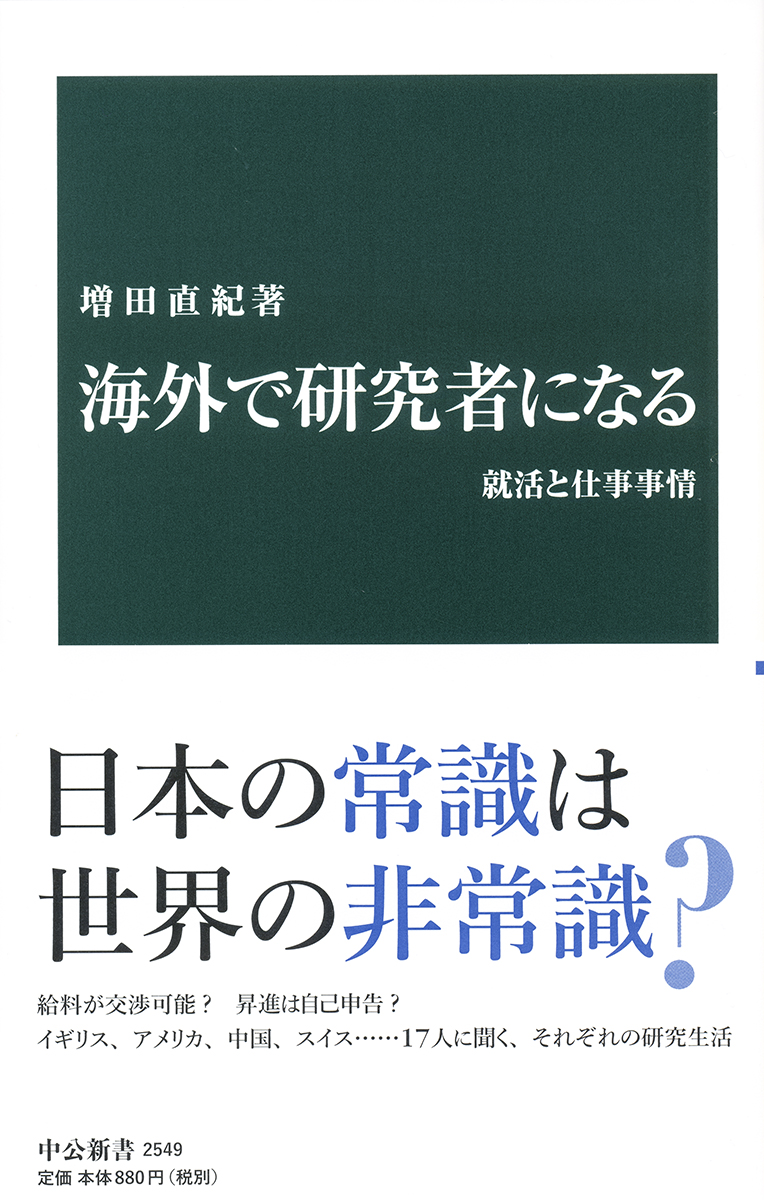 増田直紀著
海外で研究者になる
就活と仕事事情
日本の常識は
世界の非常識?
給料が交渉可能? 昇進は自己申告?
イギリス、アメリカ、中国、スイス……17人に聞く、それぞれの研究生活
中公新書 2549
定価 本体880円(税別)